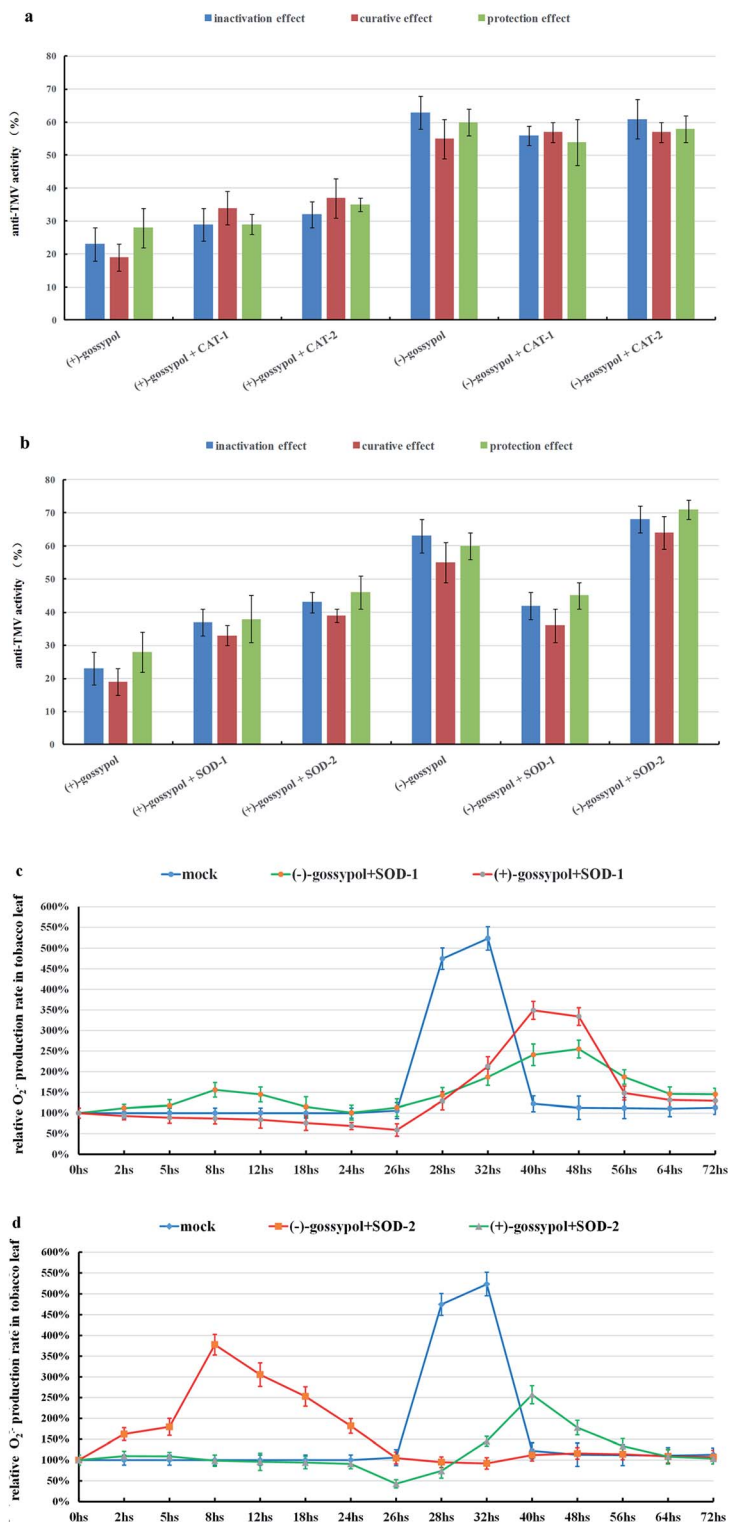 a
inactivation effect curative effect protection effect
anti-TMV activity (%)
80
70
60
50
40
30
20
10
0
(+)-gossypol
(+)-gossypol + CAT-1
(+)-gossypol + CAT-2
(-)-gossypol
(-)-gossypol + CAT-1
(-)-gossypol + CAT-2
b
inactivation effect curative effect protection effect
anti-TMV activity (%)
80
70
60
50
40
30
20
10
0
(+)-gossypol
(+)-gossypol + SOD-1
(+)-gossypol + SOD-2
(-)-gossypol
(-)-gossypol + SOD-1
(-)-gossypol + SOD-2
c
mock (-)-gossypol+SOD-1 (+)-gossypol+SOD-1
relative O₂·⁻ production rate in tobacco leaf
600%
550%
500%
450%
400%
350%
300%
250%
200%
150%
100%
50%
0%
0hs 2hs 5hs 8hs 12hs 18hs 24hs 26hs 28hs 32hs 40hs 48hs 56hs 64hs 72hs
d
mock (-)-gossypol+SOD-2 (+)-gossypol+SOD-2
relative O₂·⁻ production rate in tobacco leaf
600%
550%
500%
450%
400%
350%
300%
250%
200%
150%
100%
50%
0%
0hs 2hs 5hs 8hs 12hs 18hs 24hs 26hs 28hs 32hs 40hs 48hs 56hs 64hs 72hs